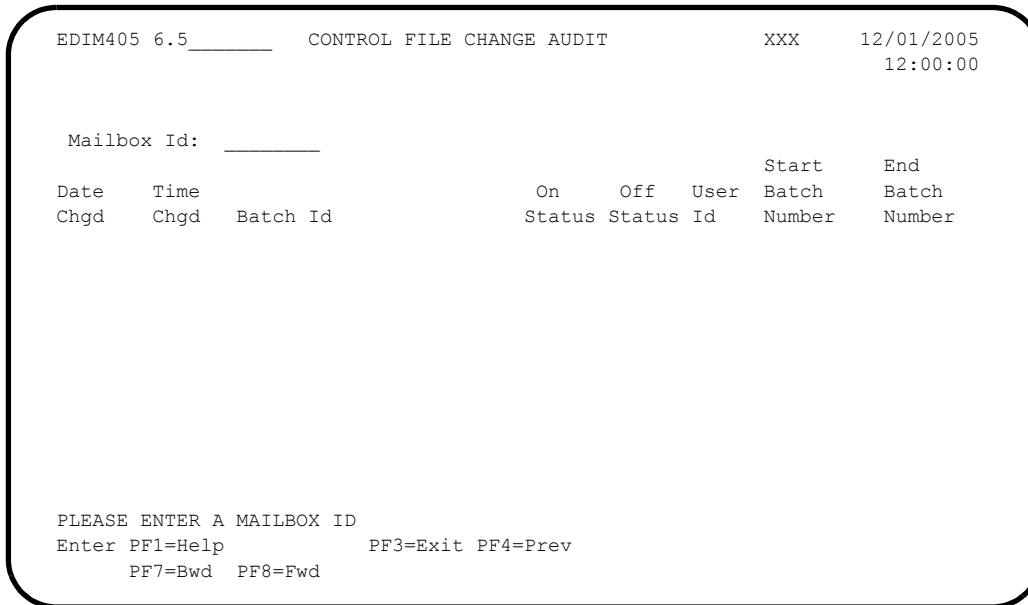 EDIM405 6.5_______ CONTROL FILE CHANGE AUDIT XXX 12/01/2005
12:00:00
Mailbox Id: ________
Start End
Date Time On Off User Batch Batch
Chgd Chgd Batch Id Status Status Id Number Number
PLEASE ENTER A MAILBOX ID
Enter PF1=Help PF3=Exit PF4=Prev
PF7=Bwd PF8=Fwd